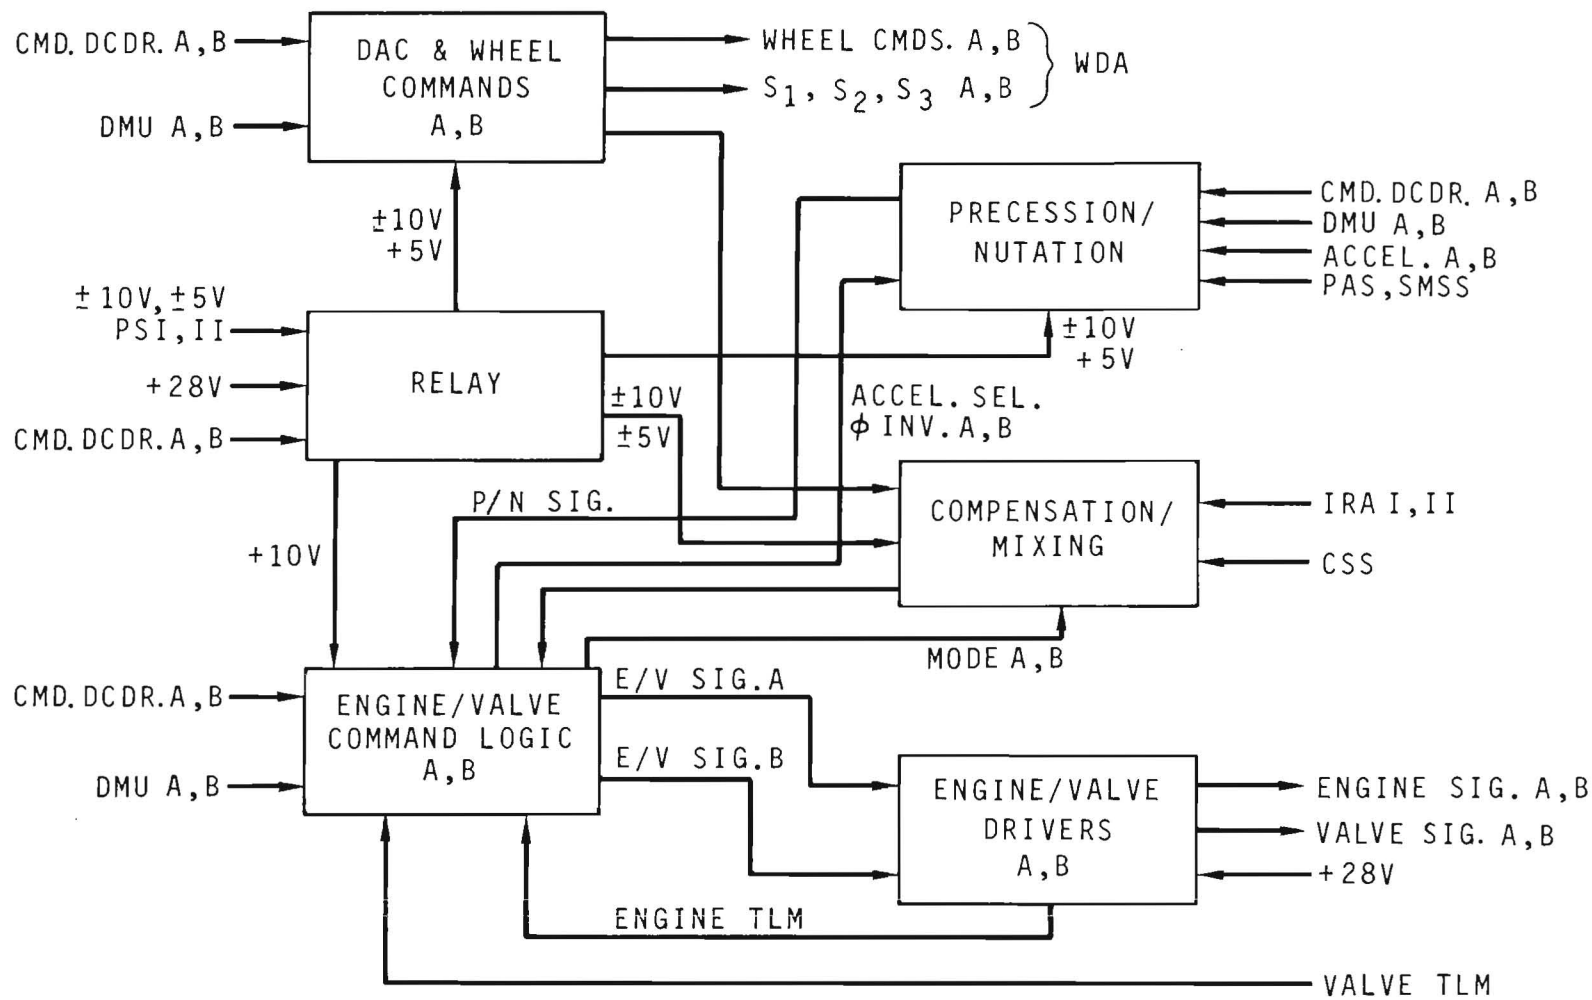 CMD. DCDR. A,B
DMU A,B
DAC & WHEEL
COMMANDS
A,B
WHEEL CMDS. A,B
S1, S2, S3 A,B
WDA
±10V
+5V
PRECESSION/
NUTATION
CMD. DCDR. A,B
DMU A,B
ACCEL. A,B
PAS,SMSS
±10V, ±5V
PSI,II
+28V
CMD. DCDR.A,B
RELAY
±10V
+5V
±10V
±5V
ACCEL. SEL.
ϕ INV. A,B
P/N SIG.
+10V
COMPENSATION/
MIXING
IRA I,II
CSS
MODE A,B
CMD. DCDR.A,B
DMU A,B
ENGINE/VALVE
COMMAND LOGIC
A,B
E/V SIG.A
E/V SIG.B
ENGINE/VALVE
DRIVERS
A,B
ENGINE SIG. A,B
VALVE SIG. A,B
+28V
ENGINE TLM
VALVE TLM